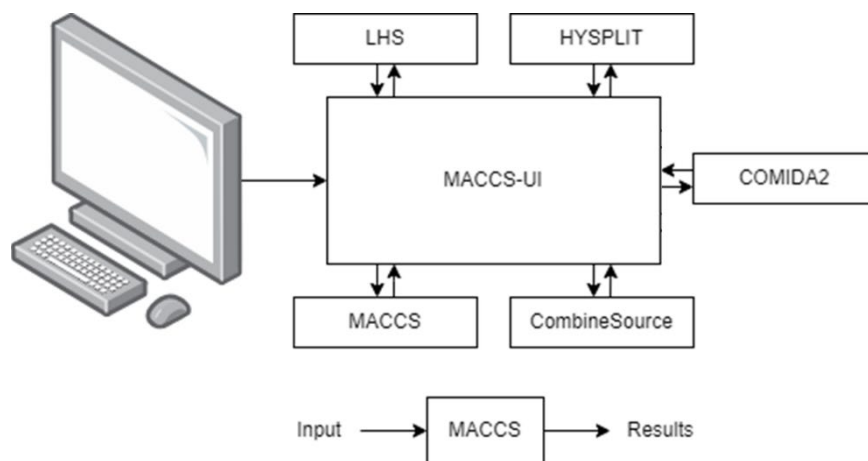 LHS
HYSPLIT
MACCS-UI
COMIDA2
MACCS
CombineSource
Input
MACCS
Results